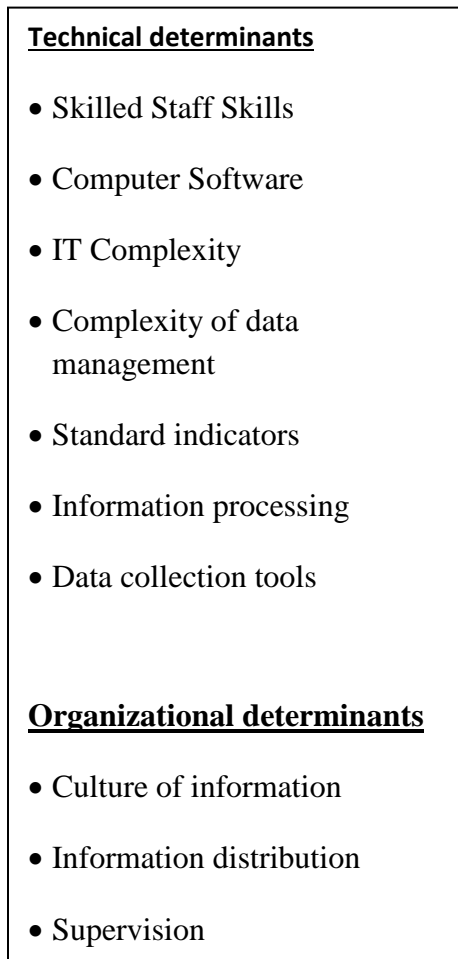 Technical determinants
• Skilled Staff Skills
• Computer Software
• IT Complexity
• Complexity of data
management
• Standard indicators
• Information processing
• Data collection tools
Organizational determinants
• Culture of information
• Information distribution
• Supervision